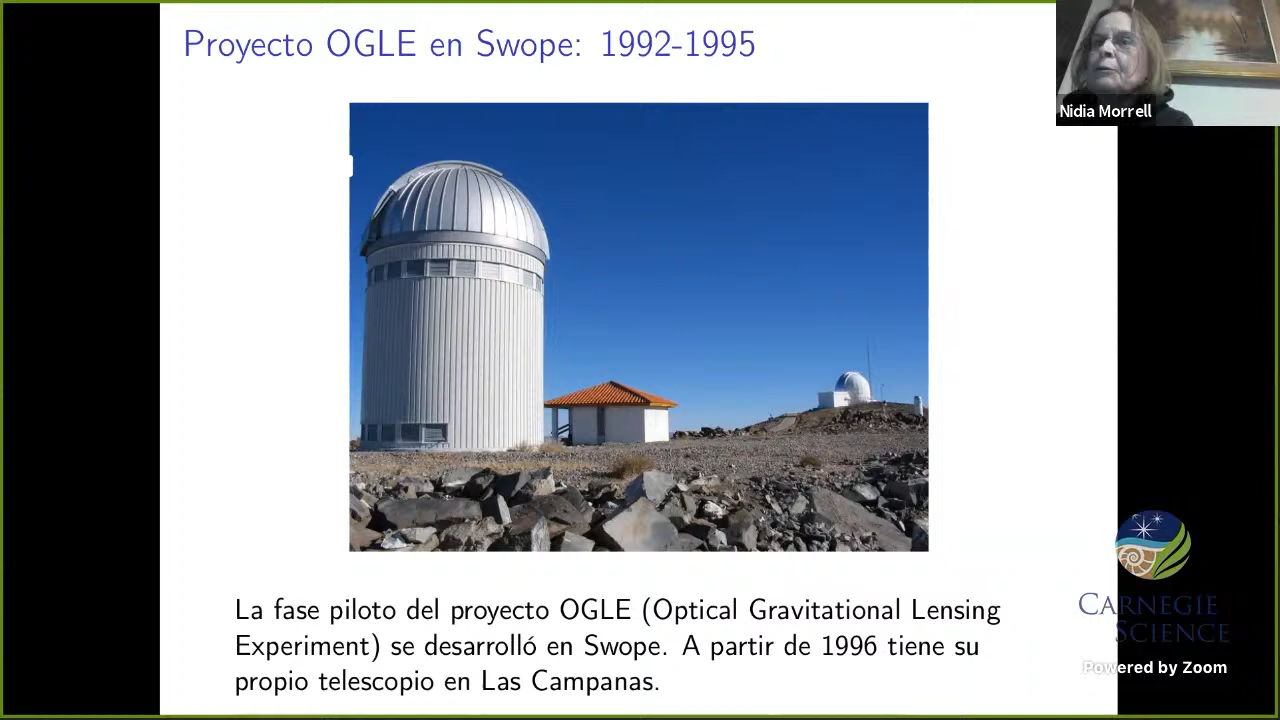 Proyecto OGLE en Swope: 1992-1995
Nidia Morrell
La fase piloto del proyecto OGLE (Optical Gravitational Lensing
Experiment) se desarrolló en Swope. A partir de 1996 tiene su
propio telescopio en Las Campanas.
CARNEGIE
SCIENCE
Powered by Zoom